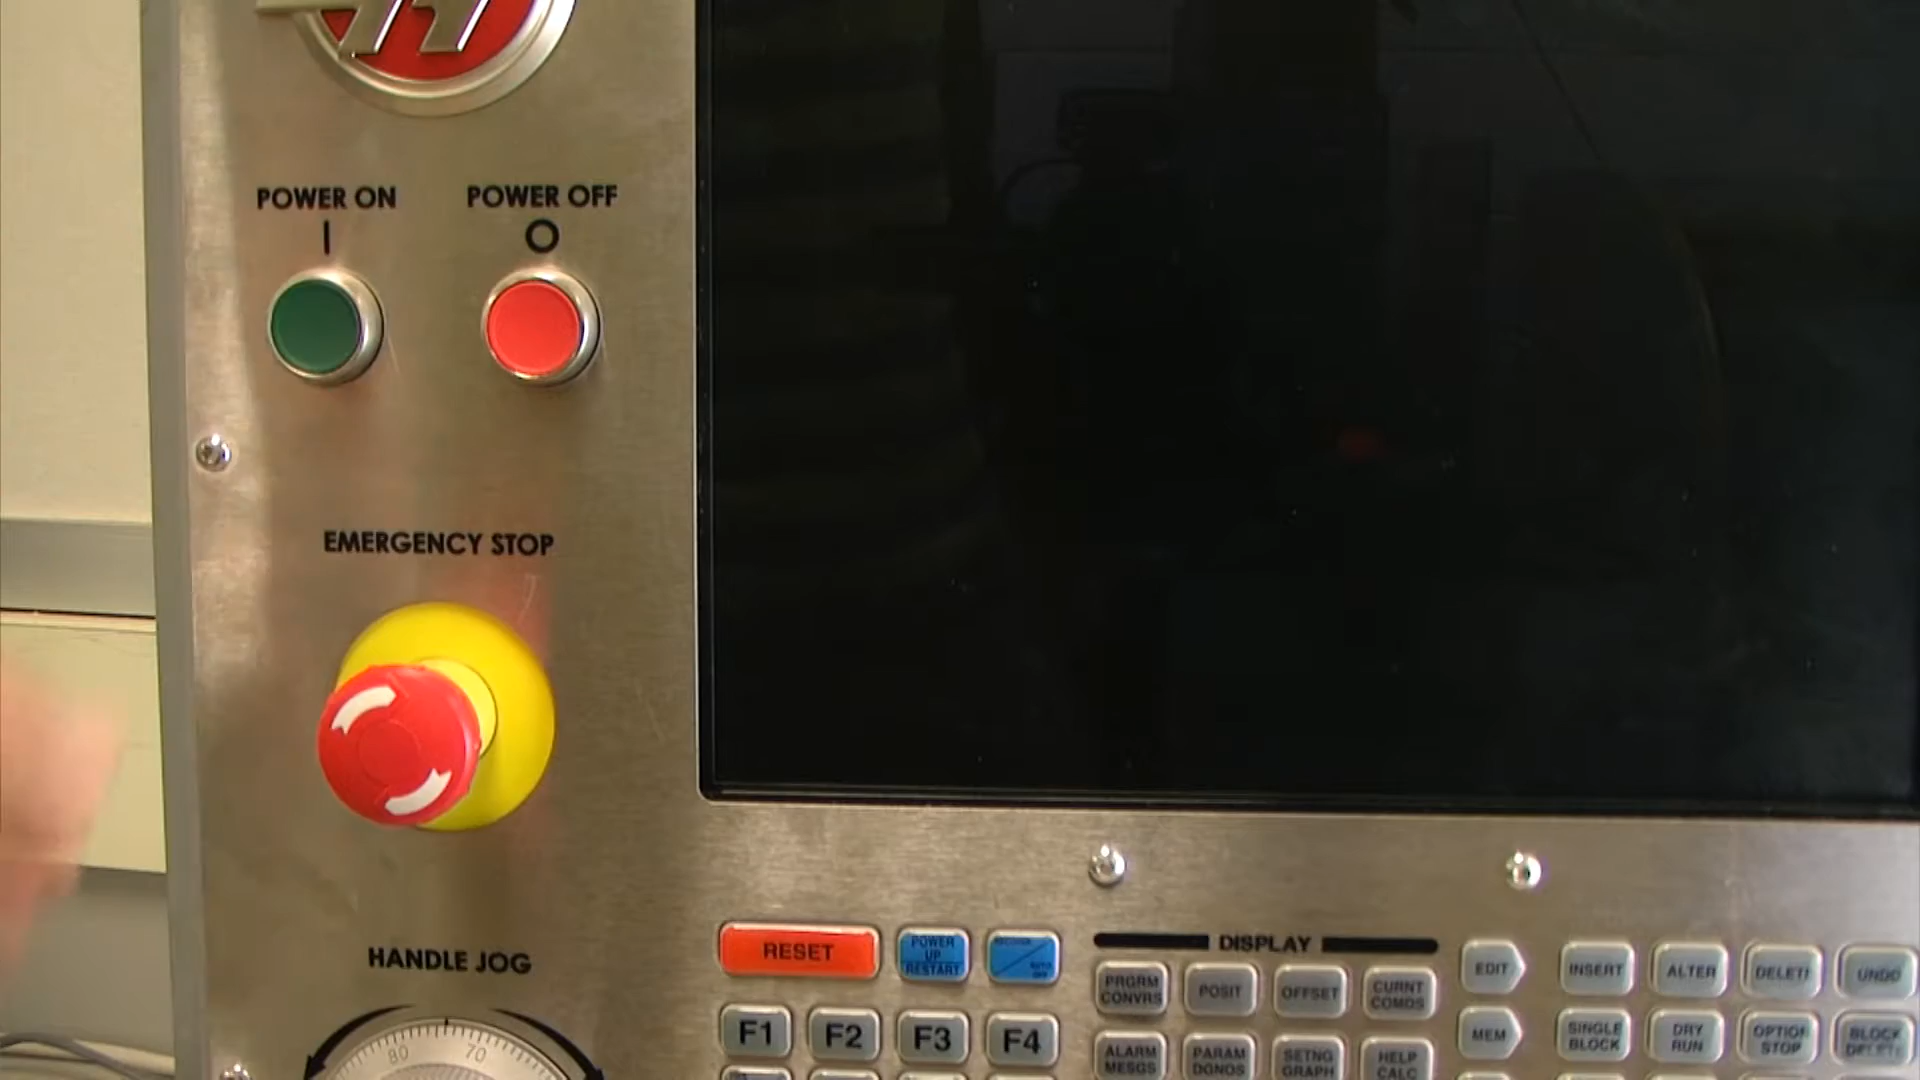 POWER ON
POWER OFF
I
O
EMERGENCY STOP
HANDLE JOG
80
70
RESET
POWER
UP
RESTART
DISPLAY
PRGRM
CONVRS
POSIT
OFFSET
CURNT
COMDS
EDIT
INSERT
ALTER
DELETE
UNDO
F1
F2
F3
F4
ALARM
MESGS
PARAM
DGNOS
SETNG
GRAPH
HELP
CALC
MEM
SINGLE
BLOCK
DRY
RUN
OPTION
STOP
BLOCK
DELETE